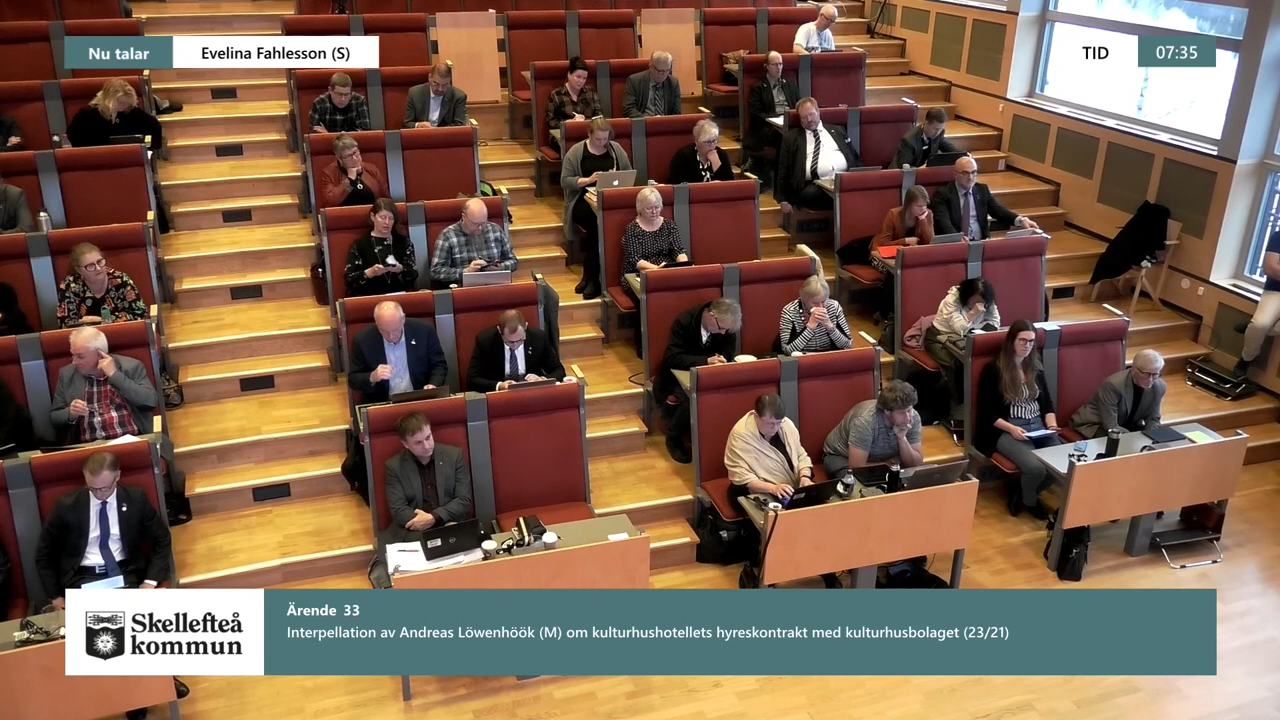 Nu talar
Evelina Fahlesson (S)
TID
07:35
Ärende 33
Interpellation av Andreas Löwenhöök (M) om kulturhushotellets hyreskontrakt med kulturhusbolaget (23/21)
Skellefteå
kommun